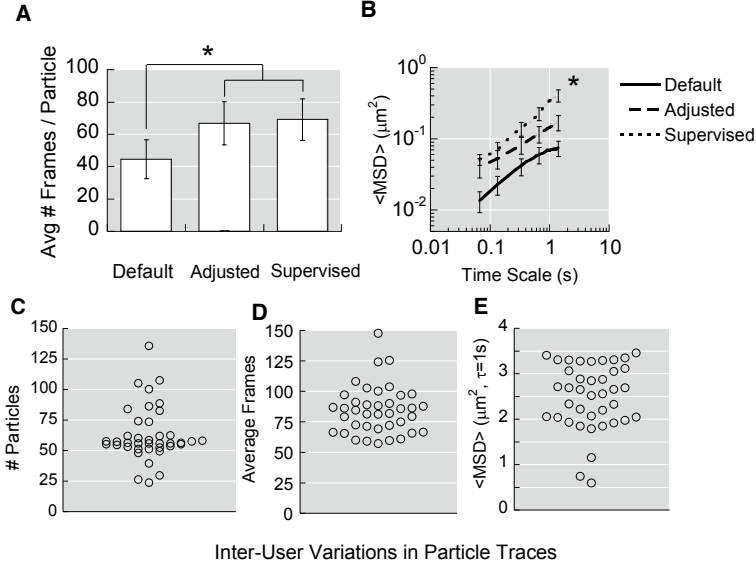 A
*
Avg # Frames / Particle
100
80
60
40
20
0
Default
Adjusted
Supervised
B
<MSD> (μm²)
10⁰
10⁻¹
10⁻²
*
0.01
0.1
1
10
Time Scale (s)
Default
Adjusted
Supervised
C
# Particles
150
125
100
75
50
25
0
D
Average Frames
150
125
100
75
50
25
0
E
<MSD> (μm², τ=1s)
4
3
2
2
1
1
0
Inter-User Variations in Particle Traces